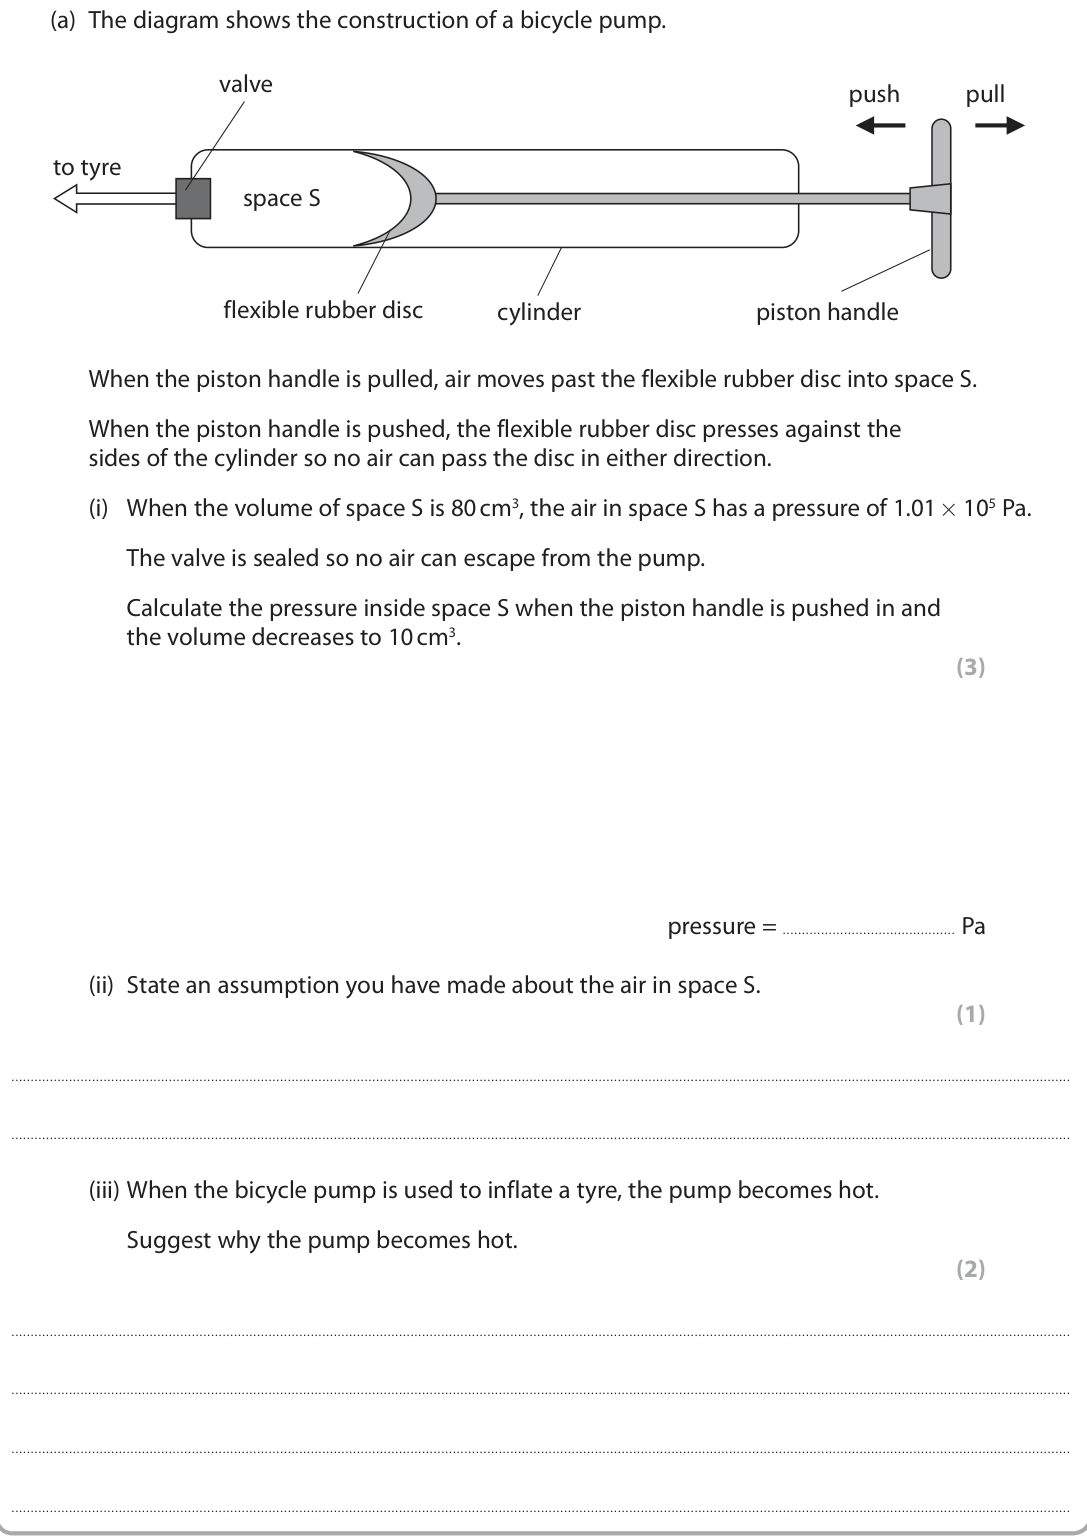 (a) The diagram shows the construction of a bicycle pump.
valve
push
pull
to tyre
space S
flexible rubber disc
cylinder
piston handle
When the piston handle is pulled, air moves past the flexible rubber disc into space S.
When the piston handle is pushed, the flexible rubber disc presses against the
sides of the cylinder so no air can pass the disc in either direction.
(i) When the volume of space S is 80 cm³, the air in space S has a pressure of 1.01 × 10⁵ Pa.
The valve is sealed so no air can escape from the pump.
Calculate the pressure inside space S when the piston handle is pushed in and
the volume decreases to 10 cm³.
(3)
pressure = ............................................ Pa
(ii) State an assumption you have made about the air in space S.
(1)
(iii) When the bicycle pump is used to inflate a tyre, the pump becomes hot.
Suggest why the pump becomes hot.
(2)